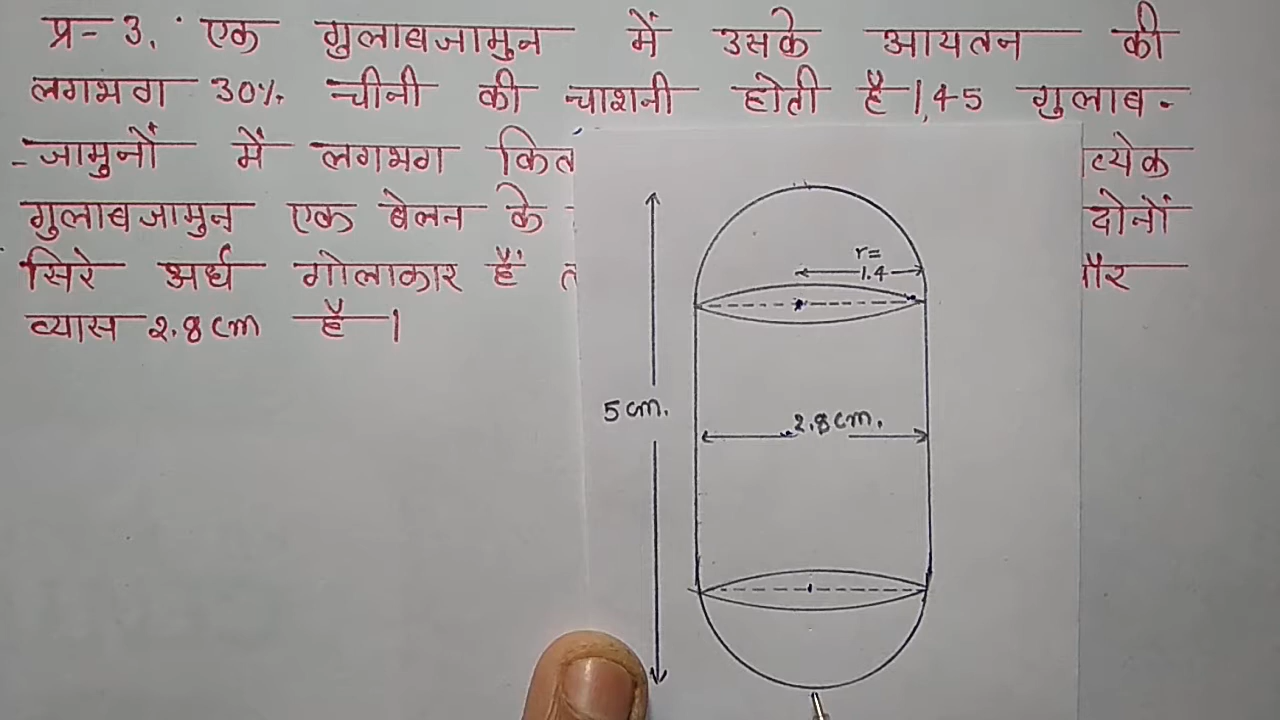 प्र- 3. एक गुलाबजामुन में उसके आयतन की
लगभग 30% चीनी की चाशनी होती है।, 45 गुलाब-
-जामुनों में लगभग
गुलाबजामुन एक बेलन के दोनों
सिरे अर्ध गोलाकार हैं
व्यास 2.8 cm है।
r=
1.4
5 cm.
2.8 cm.